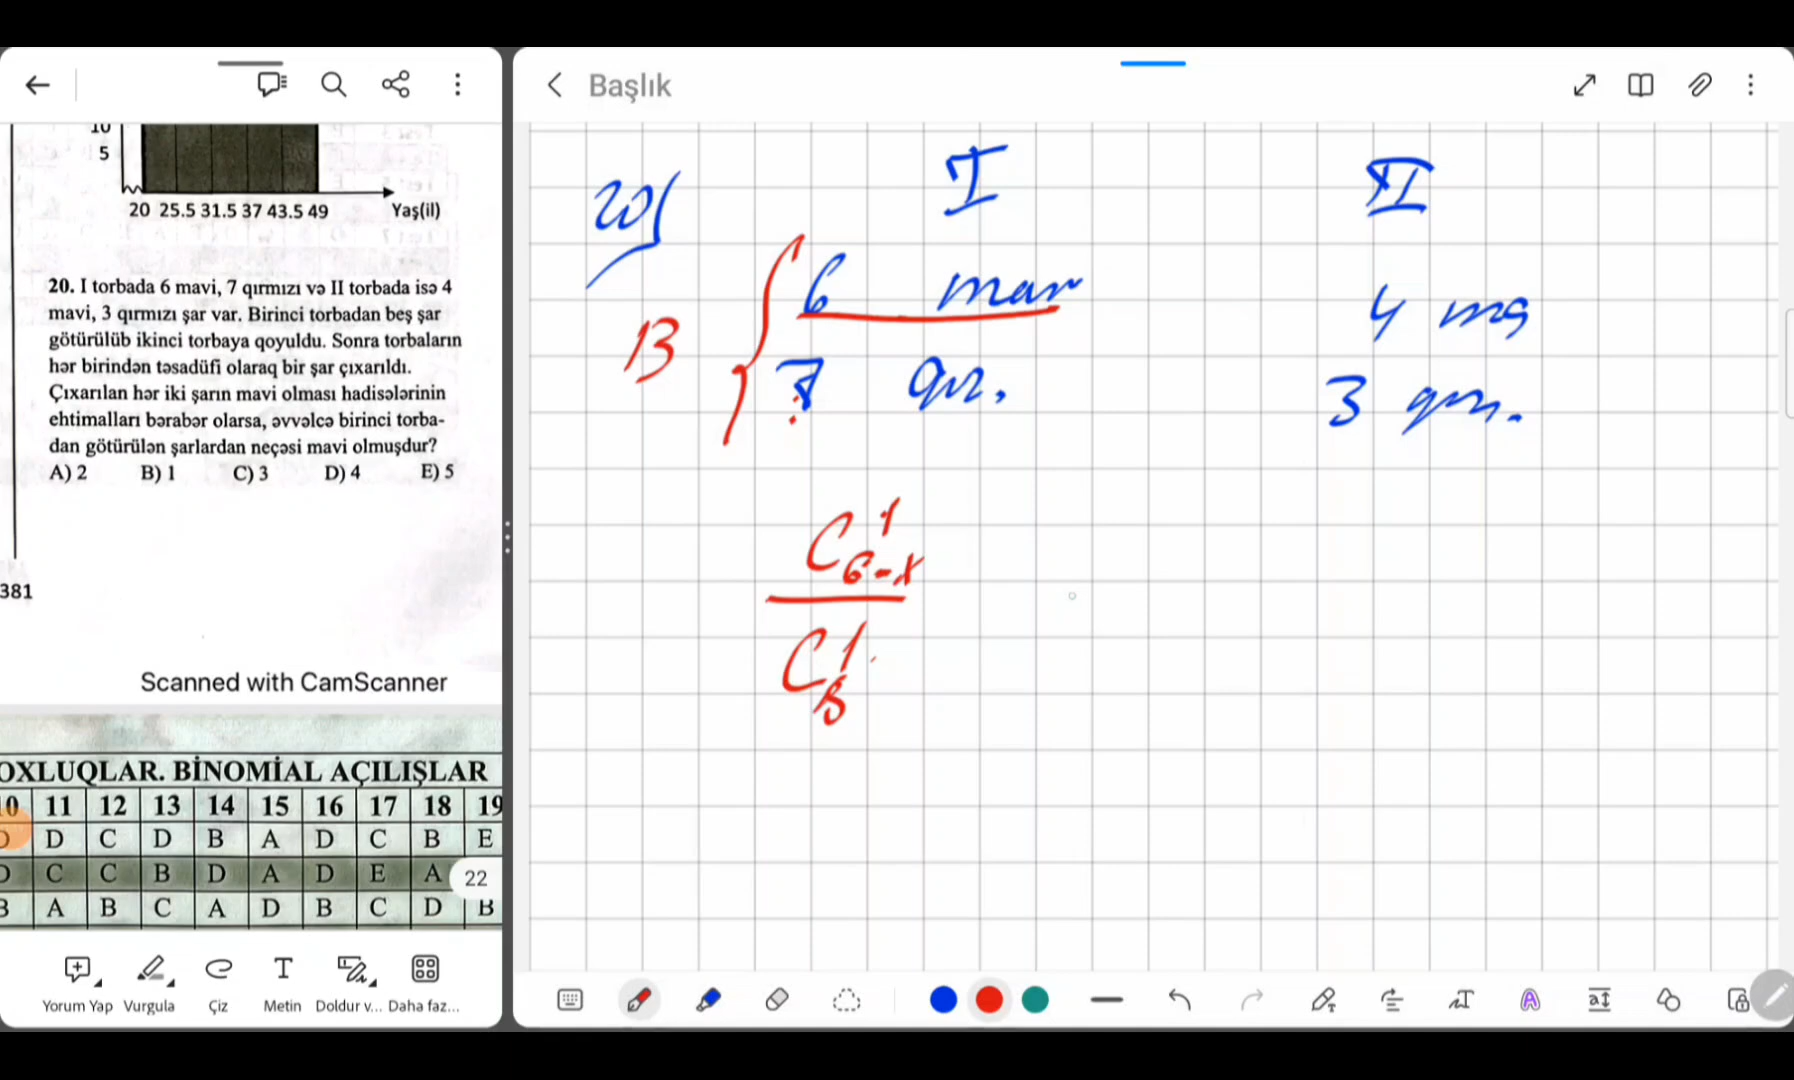 10
5
20 25.5 31.5 37 43.5 49 Yaş(il)
20. I torbada 6 mavi, 7 qırmızı və II torbada isə 4
mavi, 3 qırmızı şar var. Birinci torbadan beş şar
götürülüb ikinci torbaya qoyuldu. Sonra torbaların
hər birindən təsadüfi olaraq bir şar çıxarıldı.
Çıxarılan hər iki şarın mavi olması hadisələrinin
ehtimalları bərabər olarsa, əvvəlcə birinci torba-
dan götürülən şarlardan neçəsi mavi olmuşdur?
A) 2 B) 1 C) 3 D) 4 E) 5
381
Scanned with CamScanner
OXLUQLAR. BİNOMİAL AÇILIŞLAR
10 11 12 13 14 15 16 17 18 19
D D C D B A D C B E
D C C B D A D E A
B A B C A D B C D B
22
Yorum Yap Vurgula Çiz Metin Doldur v... Daha faz...
Başlık
20 I II
13 6 4
7 qır. 3
C 1 6-x
C 1